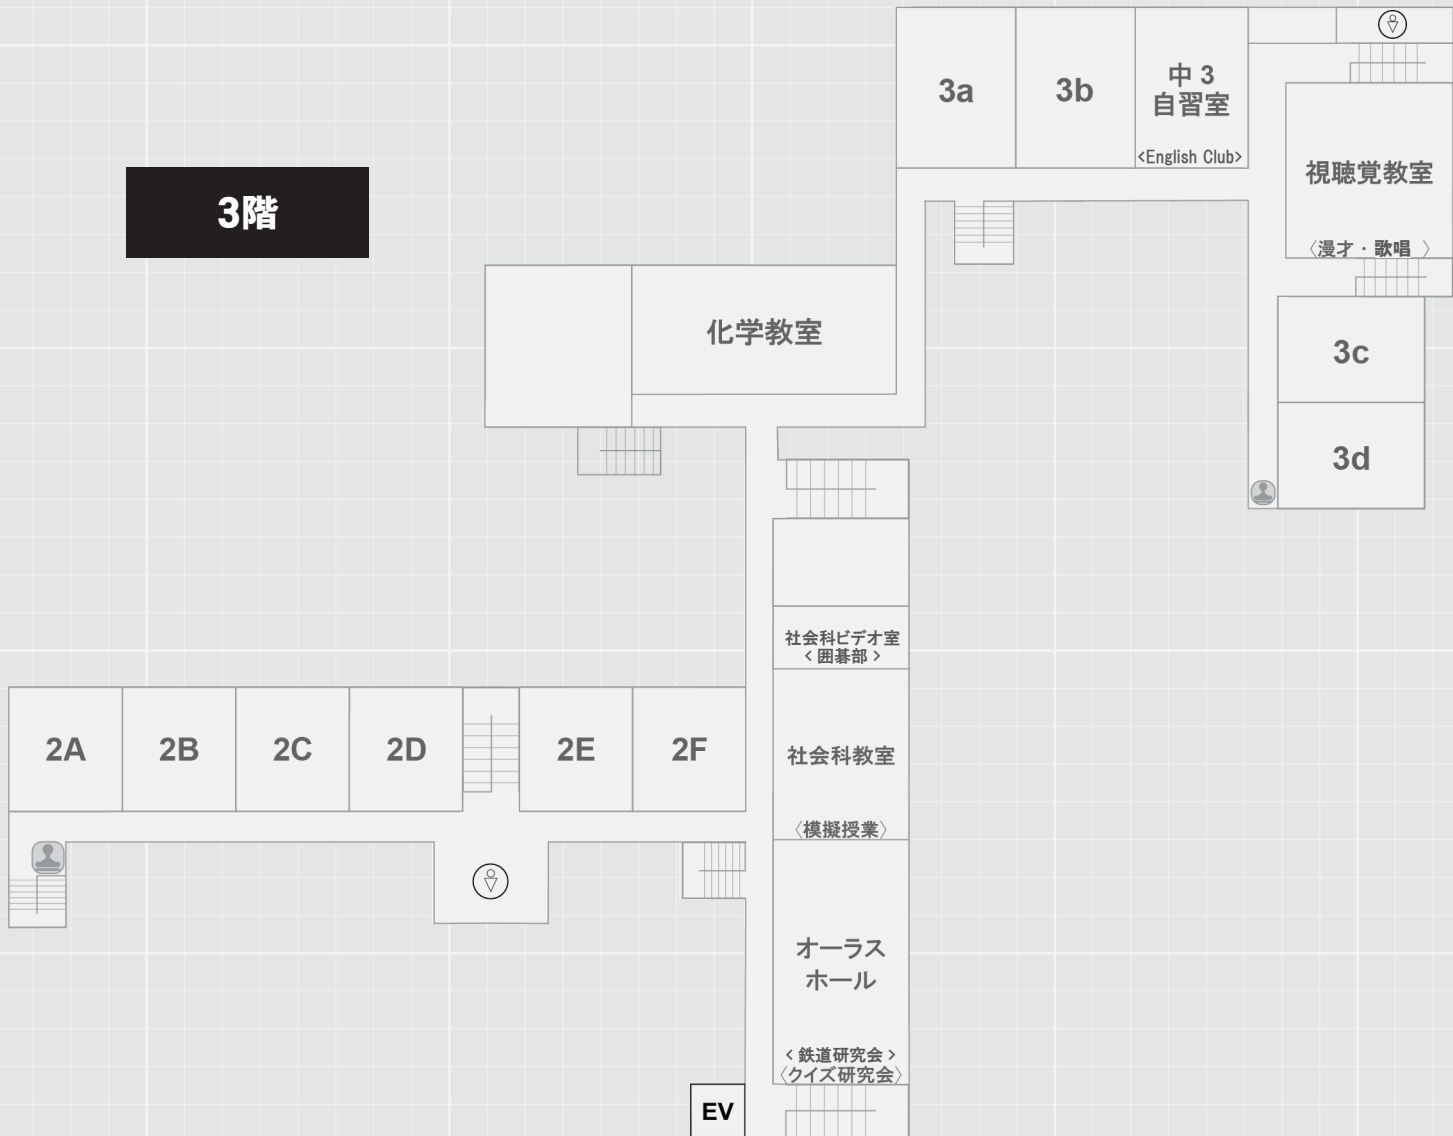 3階
3a
3b
中 3
自習室
<English Club>
視聴覚教室
〈漫才・歌唱 〉
化学教室
3c
3d
社会科ビデオ室
< 囲碁部 >
2A
2B
2C
2D
2E
2F
社会科教室
〈模擬授業〉
オーラス
ホール
< 鉄道研究会 >
〈クイズ研究会〉
EV